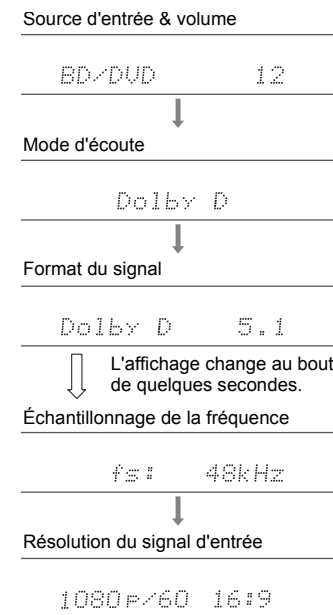 Source d'entrée & volume
BD/DVD 12
Mode d'écoute
Dolby D
Format du signal
Dolby D 5.1
L'affichage change au bout
de quelques secondes.
Échantillonnage de la fréquence
fs: 48kHz
Résolution du signal d'entrée
1080p/60 16:9